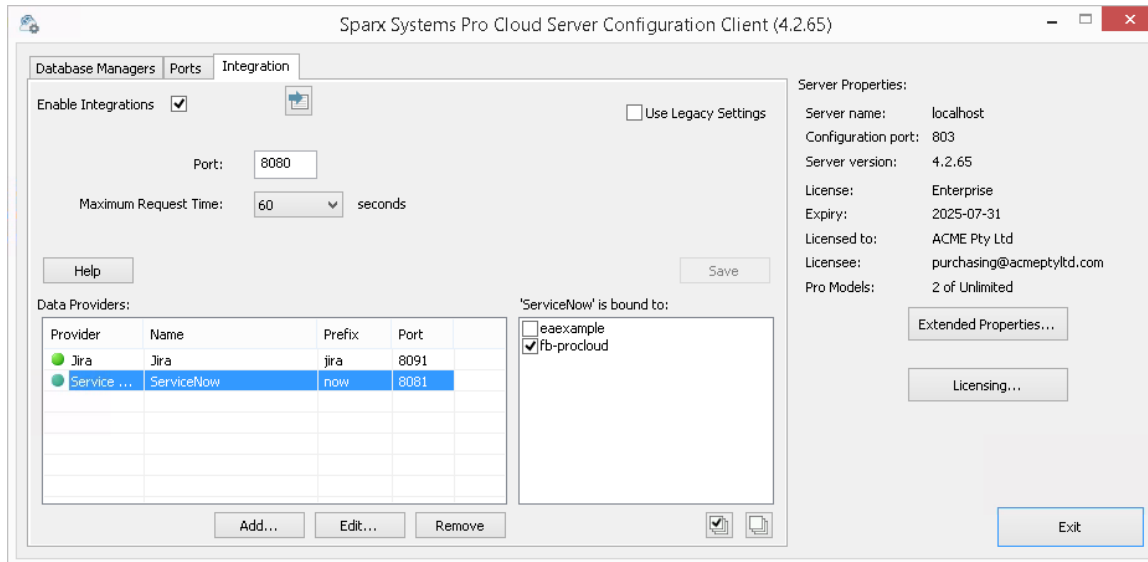 Sparx Systems Pro Cloud Server Configuration Client (4.2.65)
Database Managers Ports Integration
Enable Integrations
Use Legacy Settings
Port: 8080
Maximum Request Time: 60 seconds
Help
Save
Data Providers:
Provider Name Prefix Port
Jira Jira jira 8091
Service ... ServiceNow now 8081
Add... Edit... Remove
'ServiceNow' is bound to:
eaexample
fb-procloud
Server Properties:
Server name: localhost
Configuration port: 803
Server version: 4.2.65
License: Enterprise
Expiry: 2025-07-31
Licensed to: ACME Pty Ltd
Licensee: purchasing@acmeptyltd.com
Pro Models: 2 of Unlimited
Extended Properties...
Licensing...
Exit